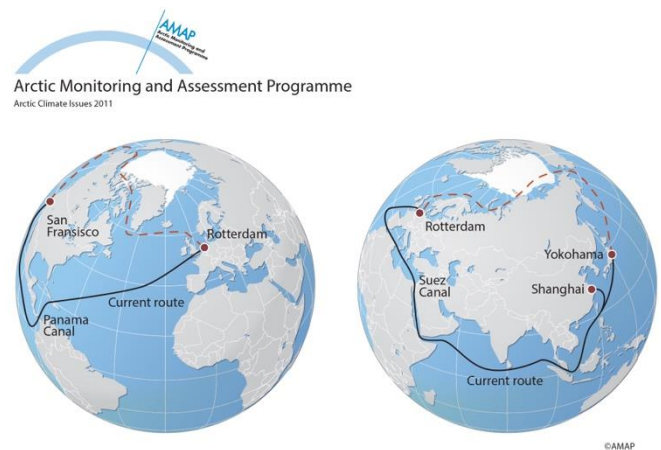 AMAP
Arctic Monitoring and
Assessment Programme
Arctic Monitoring and Assessment Programme
Arctic Climate Issues 2011
San
Fransisco
Rotterdam
Current route
Panama
Canal
Rotterdam
Yokohama
Suez
Canal
Shanghai
Current route
©AMAP